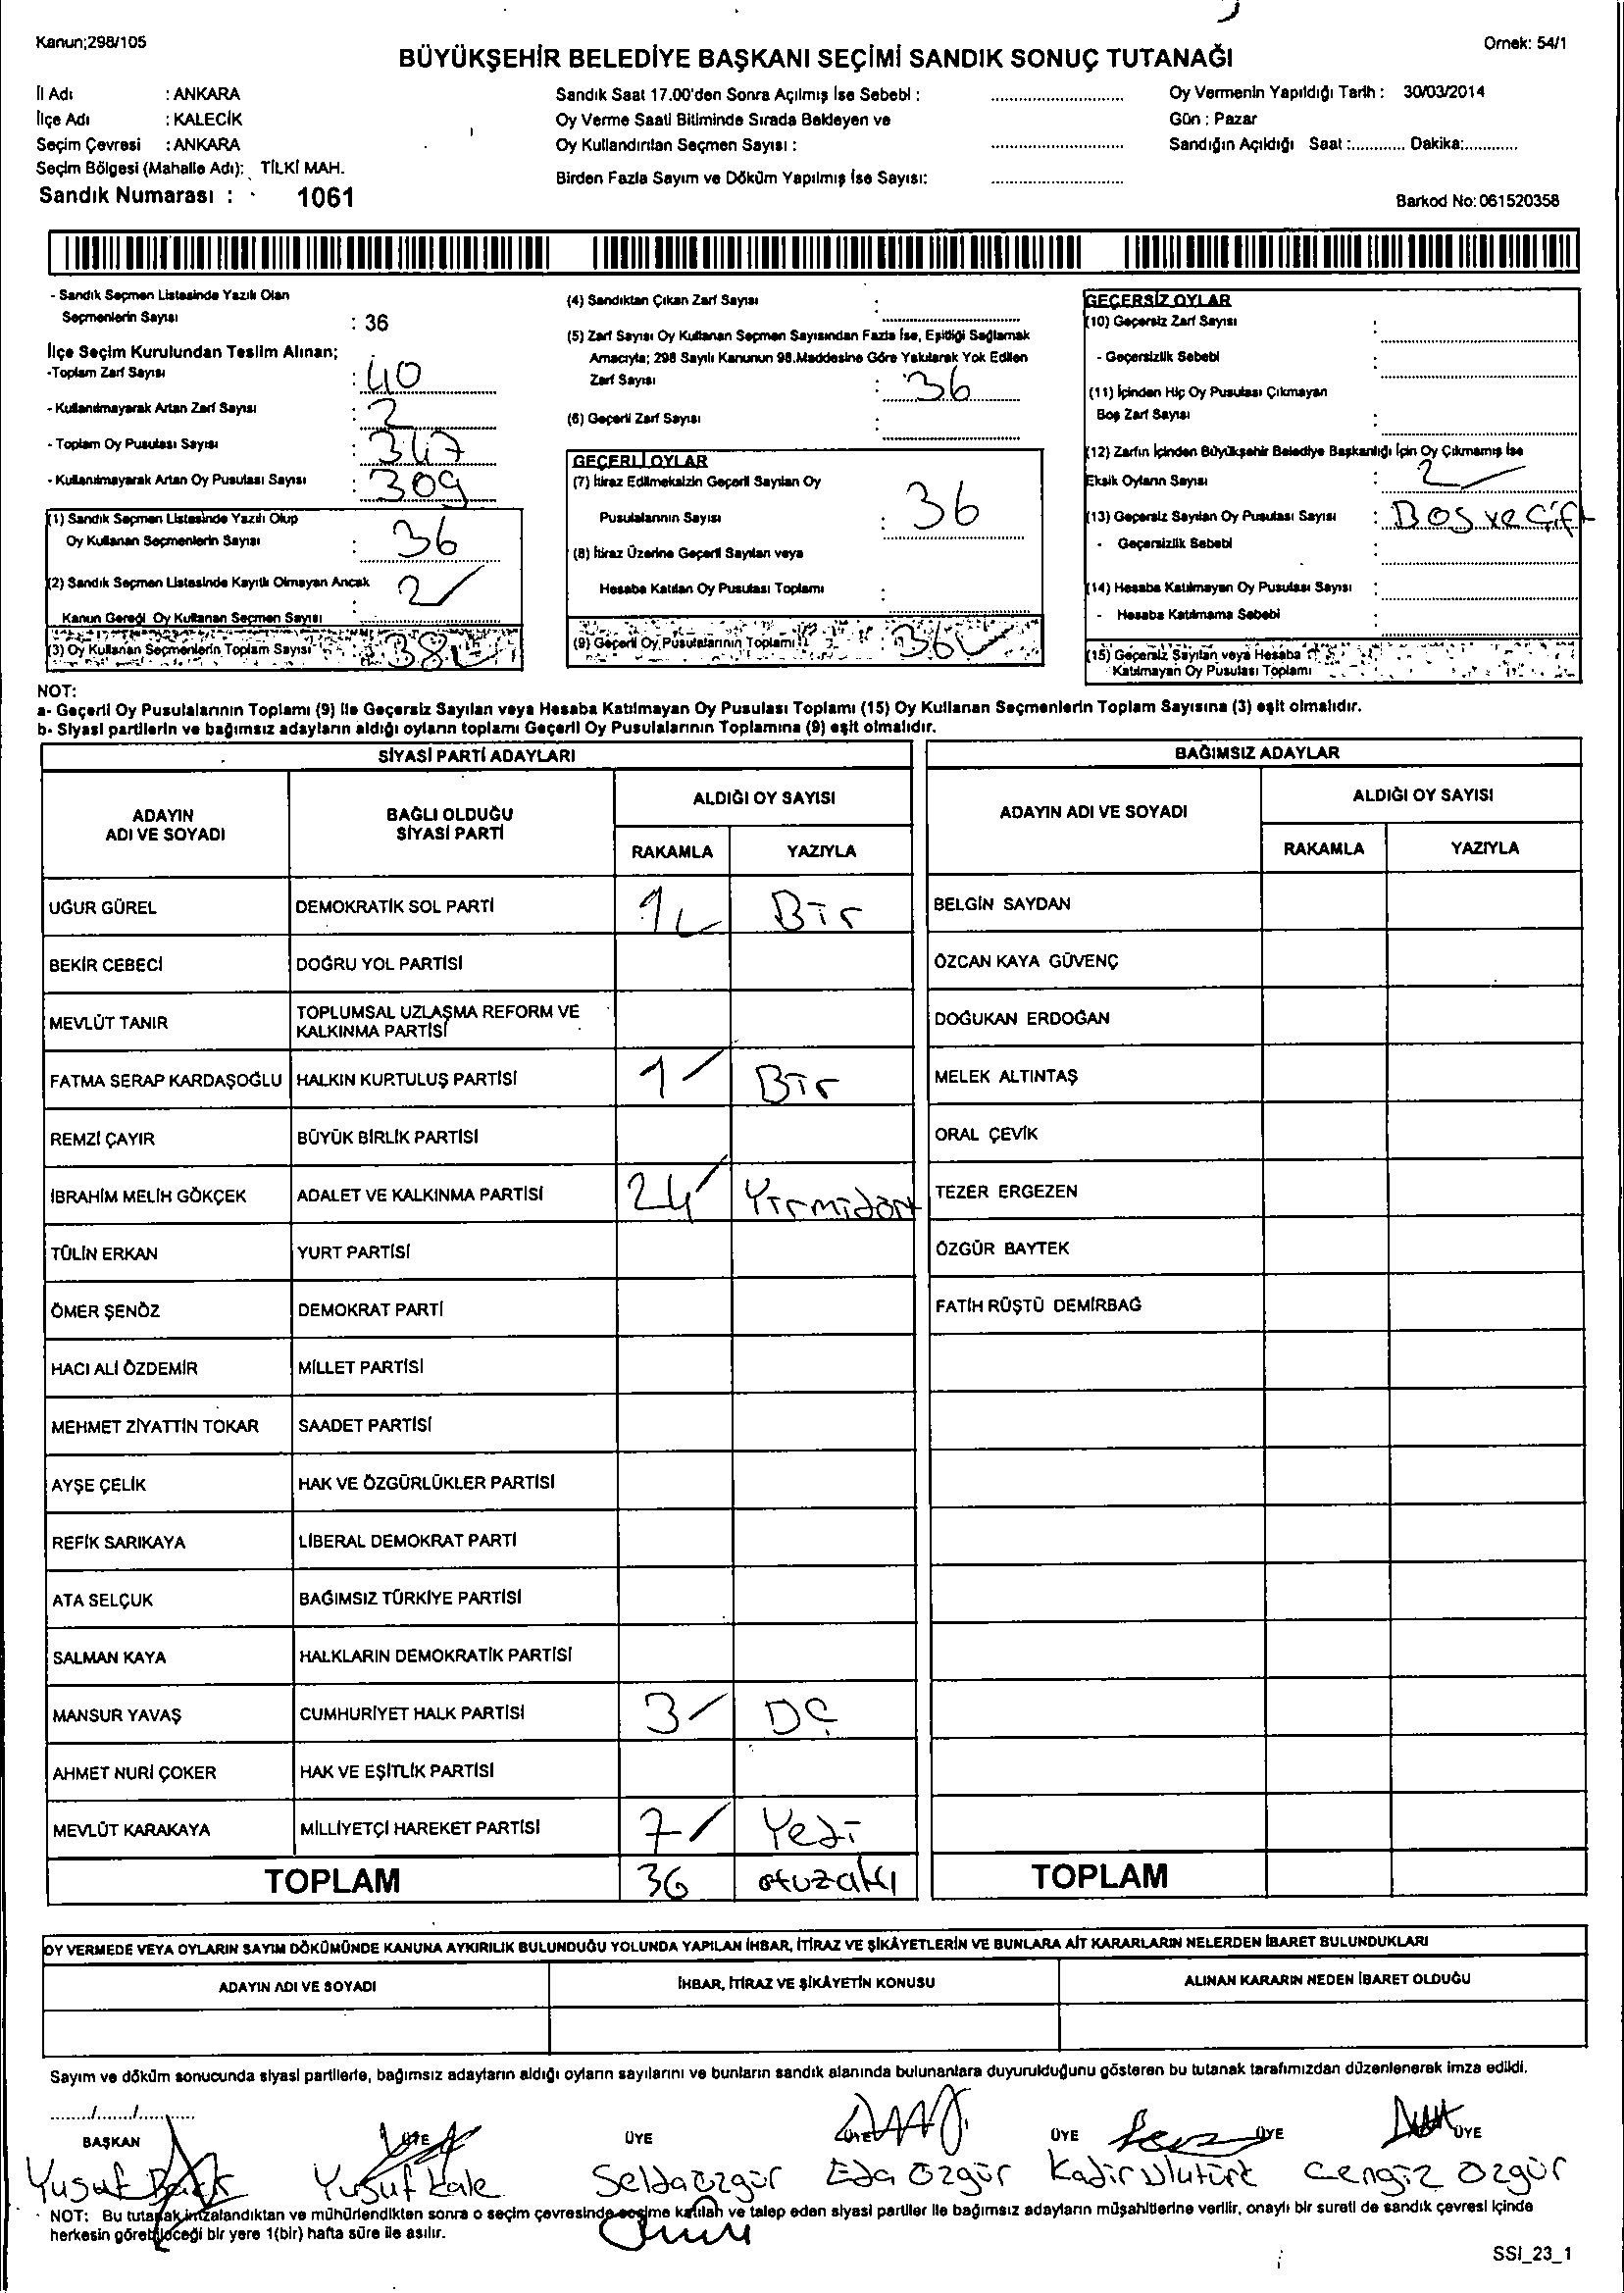 Kanun;298/105
Örnek: 54/1
BÜYÜKŞEHİR BELEDİYE BAŞKANI SEÇİMİ SANDIK SONUÇ TUTANAĞI
İl Adı : ANKARA
İlçe Adı : KALECİK
Seçim Çevresi : ANKARA
Seçim Bölgesi (Mahalle Adı): TİLKİ MAH.
Sandık Numarası : 1061
Sandık Saat 17.00'den Sonra Açılmış İse Sebebi :
Oy Verme Saati Bitiminde Sırada Bekleyen ve
Oy Kullandırılan Seçmen Sayısı :
Birden Fazla Sayım ve Döküm Yapılmış İse Sayısı:
Oy Vermenin Yapıldığı Tarih : 30/03/2014
Gün : Pazar
Sandığın Açıldığı Saat :............ Dakika:............
Barkod No: 061520358
- Sandık Seçmen Listesinde Yazılı Olan
Seçmenlerin Sayısı : 36
İlçe Seçim Kurulundan Teslim Alınan;
-Toplam Zarf Sayısı : 40
- Kullanılmayarak Artan Zarf Sayısı : 2
- Toplam Oy Pusulası Sayısı : 347
- Kullanılmayarak Artan Oy Pusulası Sayısı : 309
(1) Sandık Seçmen Listesinde Yazılı Olup
Oy Kullanan Seçmenlerin Sayısı : 36
(2) Sandık Seçmen Listesinde Kayıtlı Olmayan Ancak
Kanun Gereği Oy Kullanan Seçmen Sayısı : 2
(3) Oy Kullanan Seçmenlerin Toplam Sayısı 38
(4) Sandıktan Çıkan Zarf Sayısı :
(5) Zarf Sayısı Oy Kullanan Seçmen Sayısından Fazla İse, Eşitliği Sağlamak
Amacıyla; 298 Sayılı Kanunun 98.Maddesine Göre Yakılarak Yok Edilen
Zarf Sayısı : 36
(6) Geçerli Zarf Sayısı :
GEÇERLİ OYLAR
(7) İtiraz Edilmeksizin Geçerli Sayılan Oy
Pusulalarının Sayısı : 36
(8) İtiraz Üzerine Geçerli Sayılan veya
Hesaba Katılan Oy Pusulası Toplamı :
(9) Geçerli Oy Pusulalarının Toplamı 36
GEÇERSİZ OYLAR
(10) Geçersiz Zarf Sayısı :
- Geçersizlik Sebebi :
(11) İçinden Hiç Oy Pusulası Çıkmayan
Boş Zarf Sayısı :
(12) Zarfın İçinden Büyükşehir Belediye Başkanlığı İçin Oy Çıkmamış İse
Eksik Oyların Sayısı : 2
(13) Geçersiz Sayılan Oy Pusulası Sayısı : Boş ve Çift
- Geçersizlik Sebebi :
(14) Hesaba Katılmayan Oy Pusulası Sayısı :
- Hesaba Katılmama Sebebi :
(15) Geçersiz Sayılan veya Hesaba
Katılmayan Oy Pusulası Toplamı
NOT:
a- Geçerli Oy Pusulalarının Toplamı (9) ile Geçersiz Sayılan veya Hesaba Katılmayan Oy Pusulası Toplamı (15) Oy Kullanan Seçmenlerin Toplam Sayısına (3) eşit olmalıdır.
b- Siyasi partilerin ve bağımsız adayların aldığı oyların toplamı Geçerli Oy Pusulalarının Toplamına (9) eşit olmalıdır.
SİYASİ PARTİ ADAYLARI
ADAYIN ADI VE SOYADI
BAĞLI OLDUĞU SİYASİ PARTİ
ALDIĞI OY SAYISI
RAKAMLA YAZIYLA
UĞUR GÜREL DEMOKRATİK SOL PARTİ 1 Bir
BEKİR CEBECİ DOĞRU YOL PARTİSİ
MEVLÜT TANIR TOPLUMSAL UZLAŞMA REFORM VE KALKINMA PARTİSİ
FATMA SERAP KARDAŞOĞLU HALKIN KURTULUŞ PARTİSİ 1 Bir
REMZİ ÇAYIR BÜYÜK BİRLİK PARTİSİ
İBRAHİM MELİH GÖKÇEK ADALET VE KALKINMA PARTİSİ 24 Yirmidört
TÜLİN ERKAN YURT PARTİSİ
ÖMER ŞENÖZ DEMOKRAT PARTİ
HACI ALİ ÖZDEMİR MİLLET PARTİSİ
MEHMET ZİYATTİN TOKAR SAADET PARTİSİ
AYŞE ÇELİK HAK VE ÖZGÜRLÜKLER PARTİSİ
REFİK SARIKAYA LİBERAL DEMOKRAT PARTİ
ATA SELÇUK BAĞIMSIZ TÜRKİYE PARTİSİ
SALMAN KAYA HALKLARIN DEMOKRATİK PARTİSİ
MANSUR YAVAŞ CUMHURİYET HALK PARTİSİ 3
AHMET NURİ ÇOKER HAK VE EŞİTLİK PARTİSİ
MEVLÜT KARAKAYA MİLLİYETÇİ HAREKET PARTİSİ 7 Yedi
TOPLAM 36 otuzaltı
BAĞIMSIZ ADAYLAR
ADAYIN ADI VE SOYADI
ALDIĞI OY SAYISI
RAKAMLA YAZIYLA
BELGİN SAYDAN
ÖZCAN KAYA GÜVENÇ
DOĞUKAN ERDOĞAN
MELEK ALTINTAŞ
ORAL ÇEVİK
TEZER ERGEZEN
ÖZGÜR BAYTEK
FATİH RÜŞTÜ DEMİRBAĞ
TOPLAM
OY VERMEDE VEYA OYLARIN SAYIM DÖKÜMÜNDE KANUNA AYKIRILIK BULUNDUĞU YOLUNDA YAPILAN İHBAR, İTİRAZ VE ŞİKÂYETLERİN VE BUNLARA AİT KARARLARIN NELERDEN İBARET BULUNDUKLARI
ADAYIN ADI VE SOYADI
İHBAR, İTİRAZ VE ŞİKÂYETİN KONUSU
ALINAN KARARIN NEDEN İBARET OLDUĞU
Sayım ve döküm sonucunda siyasi partilerle, bağımsız adayların aldığı oyların sayılarını ve bunların sandık alanında bulunanlara duyurulduğunu gösteren bu tutanak tarafımızdan düzenlenerek imza edildi.
......../......../............
BAŞKAN ÜYE ÜYE ÜYE ÜYE ÜYE ÜYE
Yusuf Yusuf kale Selda özgür Eda Özgür Kadir Ulutürk Cengiz Özgür
NOT: Bu tutanak imzalandıktan ve mühürlendikten sonra o seçim çevresinde seçime katılan ve talep eden siyasi partiler ile bağımsız adayların müşahitlerine verilir, onaylı bir sureti de sandık çevresi içinde
herkesin görebileceği bir yere 1(bir) hafta süre ile asılır.
SSI_23_1